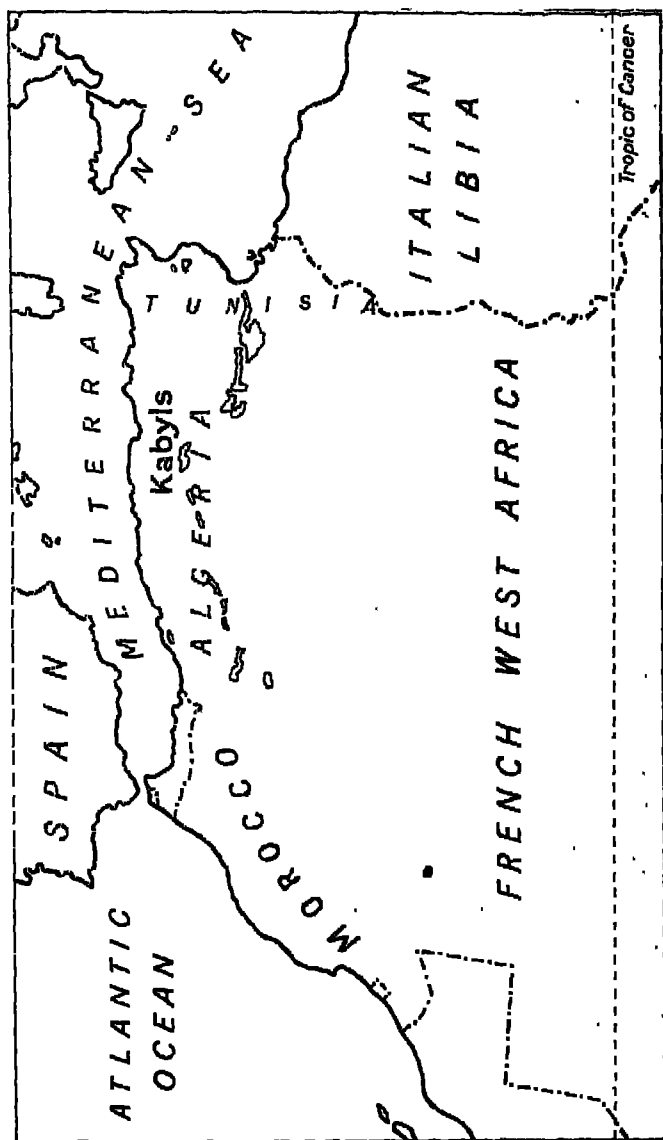 SPAIN
ATLANTIC
OCEAN
MEDITERRANEAN SEA
Kabyls
TUNISIA
ALGERIA
MOROCCO
ITALIAN
LIBIA
FRENCH WEST AFRICA
Tropic of Cancer